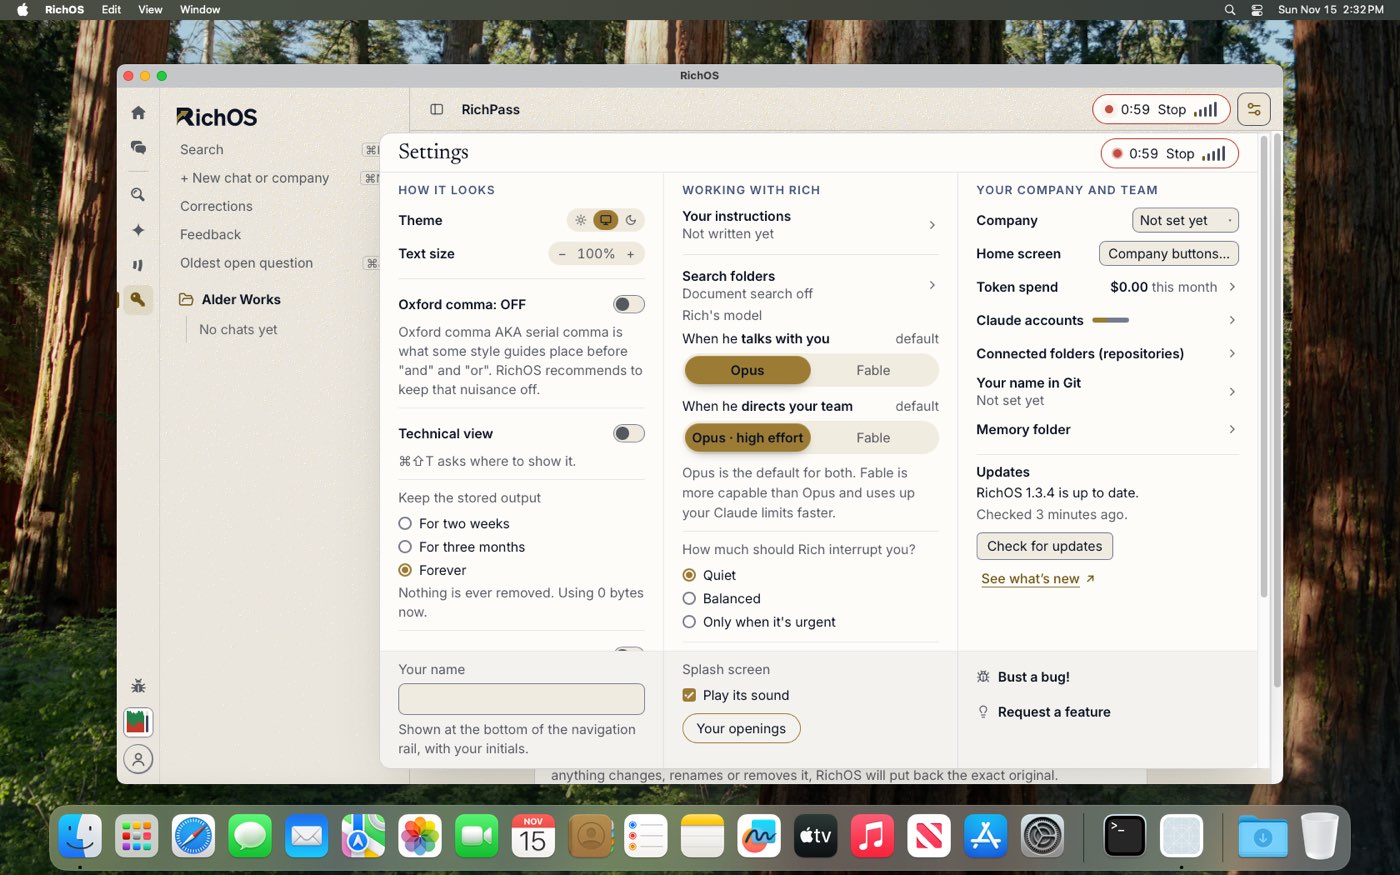 RichOS Edit View Window
Sun Nov 15 2:32 PM
RichOS
RichOS
Search
+ New chat or company
Corrections
Feedback
Oldest open question
Alder Works
No chats yet
RichPass
0:59 Stop
Settings
0:59 Stop
HOW IT LOOKS
Theme
Text size
− 100% +
Oxford comma: OFF
Oxford comma AKA serial comma is
what some style guides place before
"and" and "or". RichOS recommends to
keep that nuisance off.
Technical view
⌘⇧T asks where to show it.
Keep the stored output
For two weeks
For three months
Forever
Nothing is ever removed. Using 0 bytes
now.
Your name
Shown at the bottom of the navigation
rail, with your initials.
WORKING WITH RICH
Your instructions
Not written yet
Search folders
Document search off
Rich's model
When he talks with you default
Opus Fable
When he directs your team default
Opus · high effort Fable
Opus is the default for both. Fable is
more capable than Opus and uses up
your Claude limits faster.
How much should Rich interrupt you?
Quiet
Balanced
Only when it's urgent
Splash screen
Play its sound
Your openings
YOUR COMPANY AND TEAM
Company Not set yet
Home screen Company buttons...
Token spend $0.00 this month
Claude accounts
Connected folders (repositories)
Your name in Git
Not set yet
Memory folder
Updates
RichOS 1.3.4 is up to date.
Checked 3 minutes ago.
Check for updates
See what's new ↗
Bust a bug!
Request a feature
anything changes, renames or removes it, RichOS will put back the exact original.
NOV
15
tv